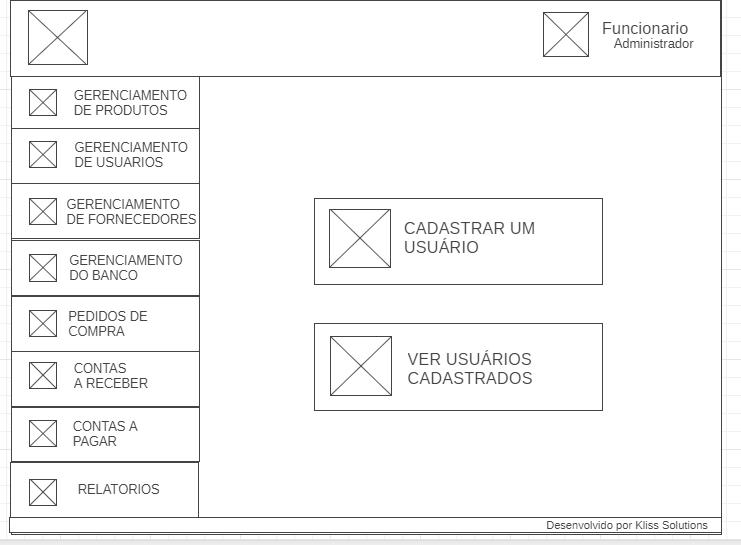 Funcionario
Administrador
GERENCIAMENTO
DE PRODUTOS
GERENCIAMENTO
DE USUARIOS
GERENCIAMENTO
DE FORNECEDORES
GERENCIAMENTO
DO BANCO
PEDIDOS DE
COMPRA
CONTAS
A RECEBER
CONTAS A
PAGAR
RELATORIOS
CADASTRAR UM
USUÁRIO
VER USUÁRIOS
CADASTRADOS
Desenvolvido por Kliss Solutions